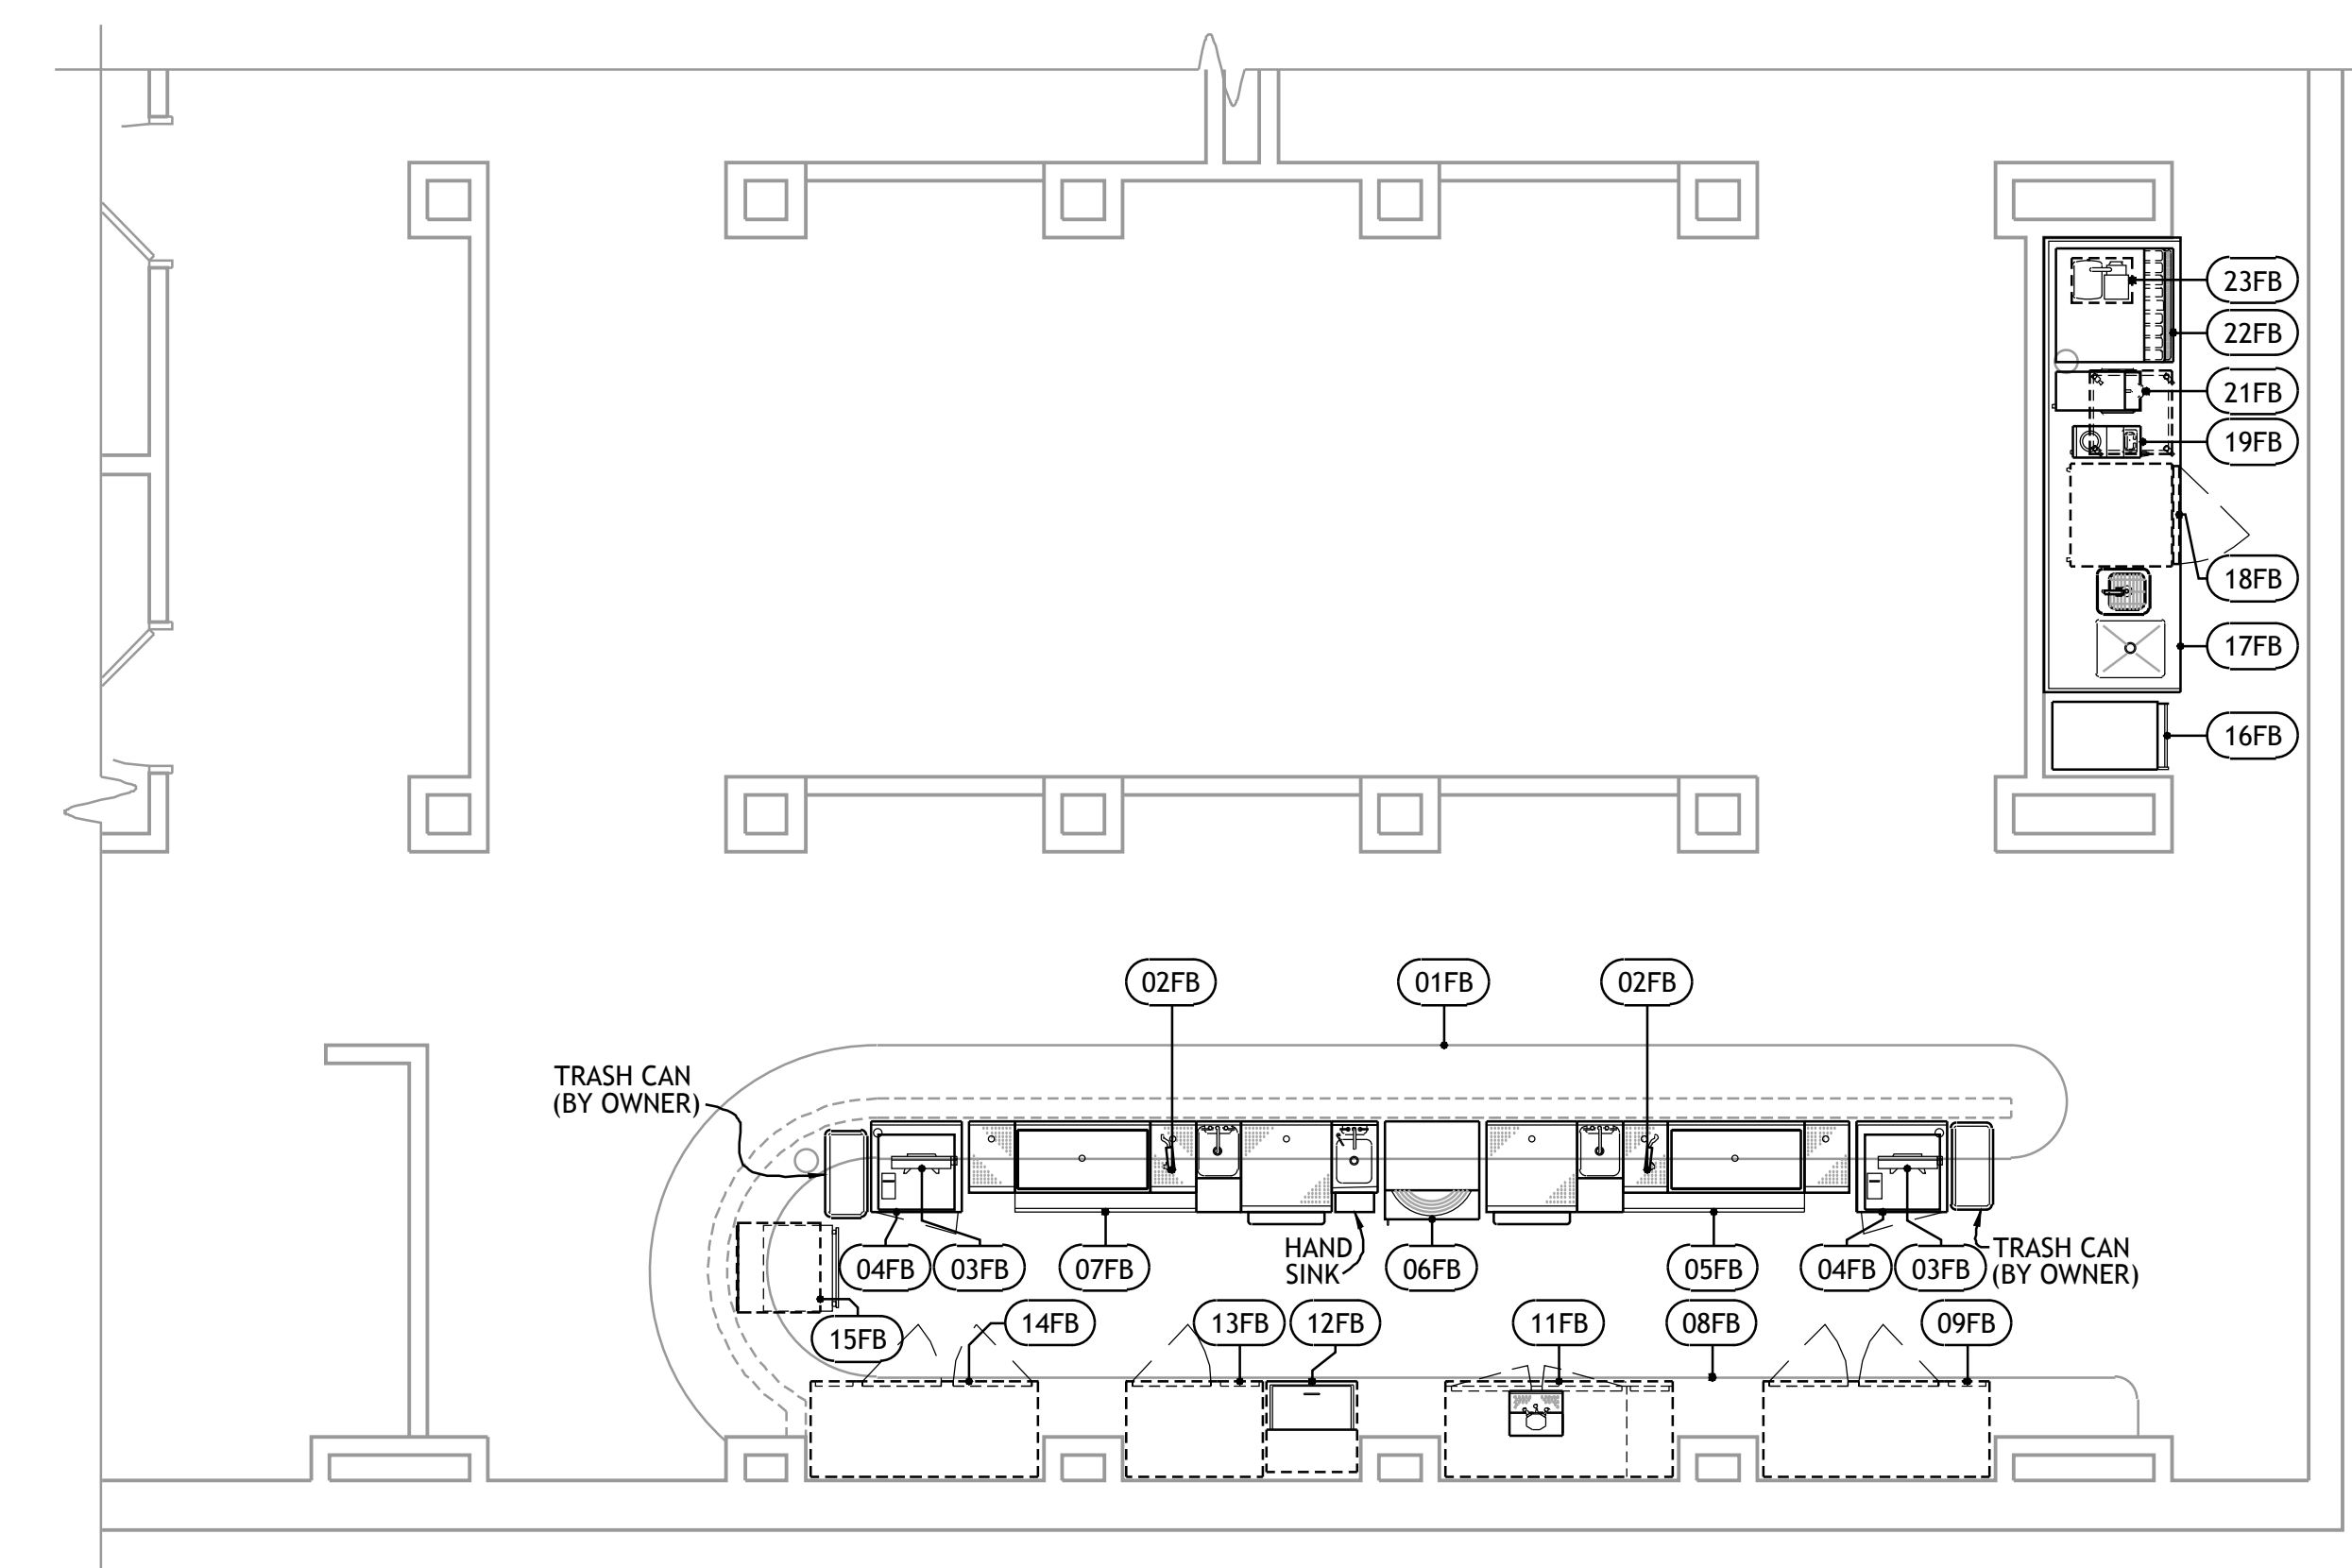 23FB
22FB
21FB
19FB
18FB
17FB
16FB
02FB
01FB
02FB
TRASH CAN
(BY OWNER)
04FB
03FB
07FB
HAND
SINK
06FB
05FB
04FB
03FB
TRASH CAN
(BY OWNER)
15FB
14FB
13FB
12FB
11FB
08FB
09FB